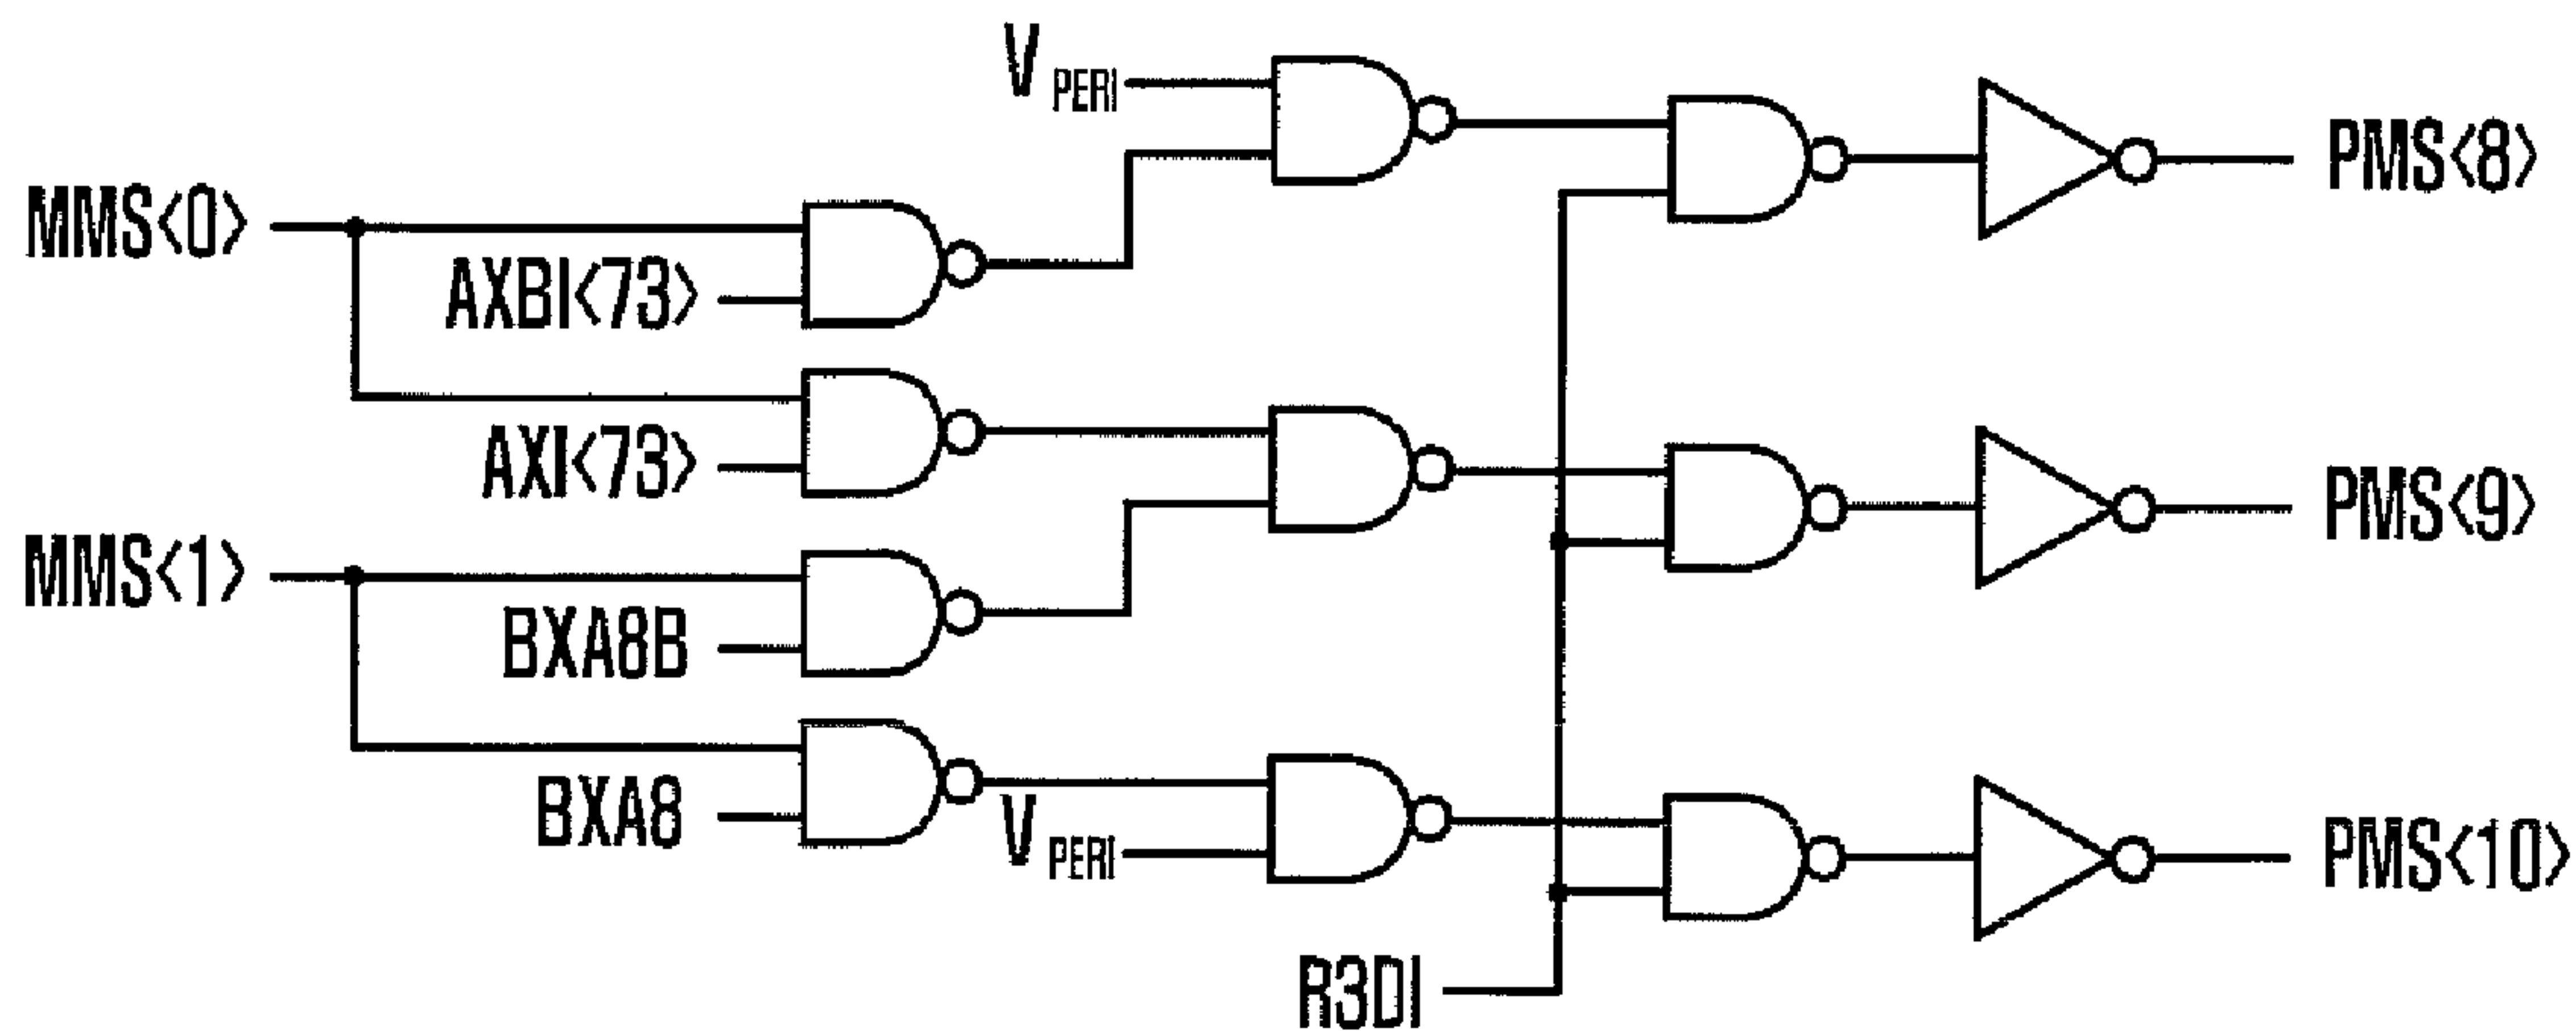 V PERI
PMS<8>
MMS<0>
AXBI<73>
AXI<73>
PMS<9>
MMS<1>
BXA8B
BXA8
V PERI
PMS<10>
R3DI